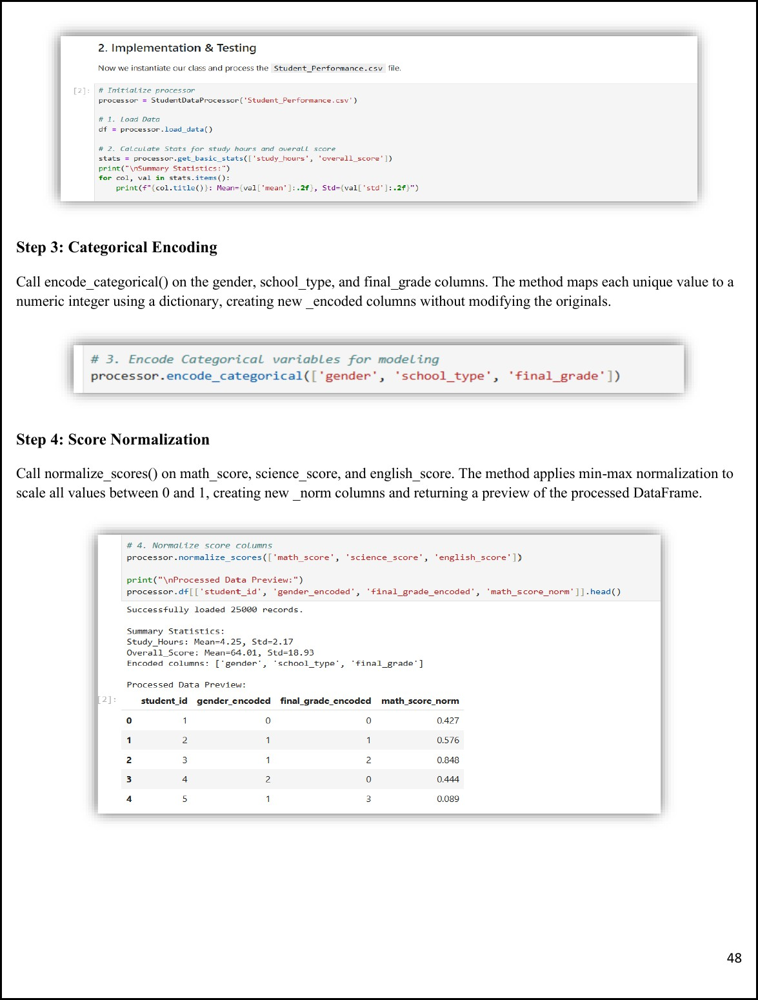 2. Implementation & Testing
Now we instantiate our class and process the Student_Performance.csv file.
[2]:
# Initialize processor
processor = StudentDataProcessor('Student_Performance.csv')
# 1. Load Data
df = processor.load_data()
# 2. Calculate Stats for study hours and overall score
stats = processor.get_basic_stats(['study_hours', 'overall_score'])
print("\nSummary Statistics:")
for col, val in stats.items():
    print(f"{col.title()}: Mean={val['mean']:.2f}, Std={val['std']:.2f}")
Step 3: Categorical Encoding
Call encode_categorical() on the gender, school_type, and final_grade columns. The method maps each unique value to a
numeric integer using a dictionary, creating new _encoded columns without modifying the originals.
# 3. Encode Categorical variables for modeling
processor.encode_categorical(['gender', 'school_type', 'final_grade'])
Step 4: Score Normalization
Call normalize_scores() on math_score, science_score, and english_score. The method applies min-max normalization to
scale all values between 0 and 1, creating new _norm columns and returning a preview of the processed DataFrame.
# 4. Normalize score columns
processor.normalize_scores(['math_score', 'science_score', 'english_score'])
print("\nProcessed Data Preview:")
processor.df[['student_id', 'gender_encoded', 'final_grade_encoded', 'math_score_norm']].head()
Successfully loaded 25000 records.
Summary Statistics:
Study_Hours: Mean=4.25, Std=2.17
Overall_Score: Mean=64.01, Std=18.93
Encoded columns: ['gender', 'school_type', 'final_grade']
Processed Data Preview:
[2]:
student_id gender_encoded final_grade_encoded math_score_norm
0 1 0 0 0.427
1 2 1 1 0.576
2 3 1 2 0.848
3 4 2 0 0.444
4 5 1 3 0.089
48